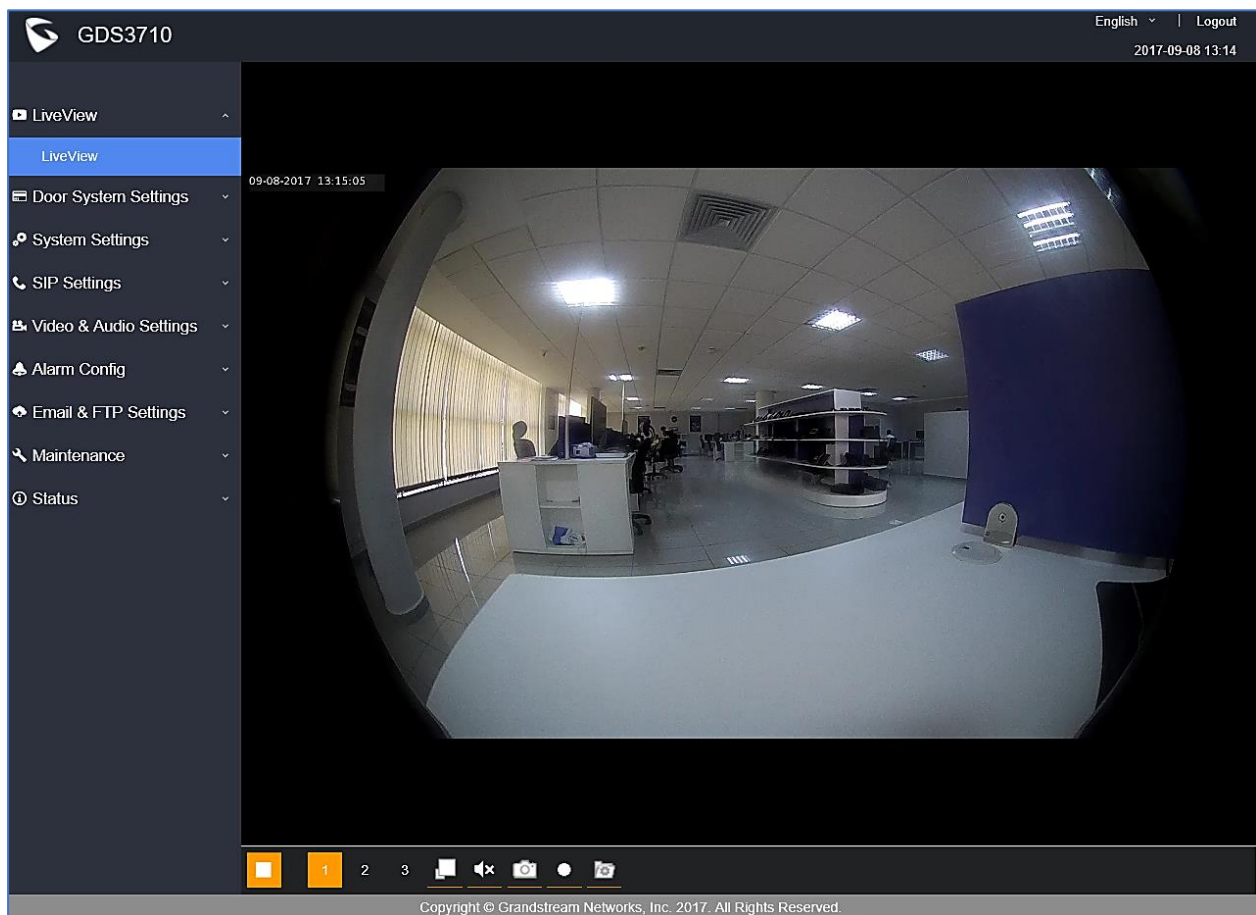 GDS3710
English | Logout
2017-09-08 13:14
LiveView
LiveView
Door System Settings
System Settings
SIP Settings
Video & Audio Settings
Alarm Config
Email & FTP Settings
Maintenance
Status
09-08-2017 13:15:05
1 2 3
Copyright © Grandstream Networks, Inc. 2017. All Rights Reserved.